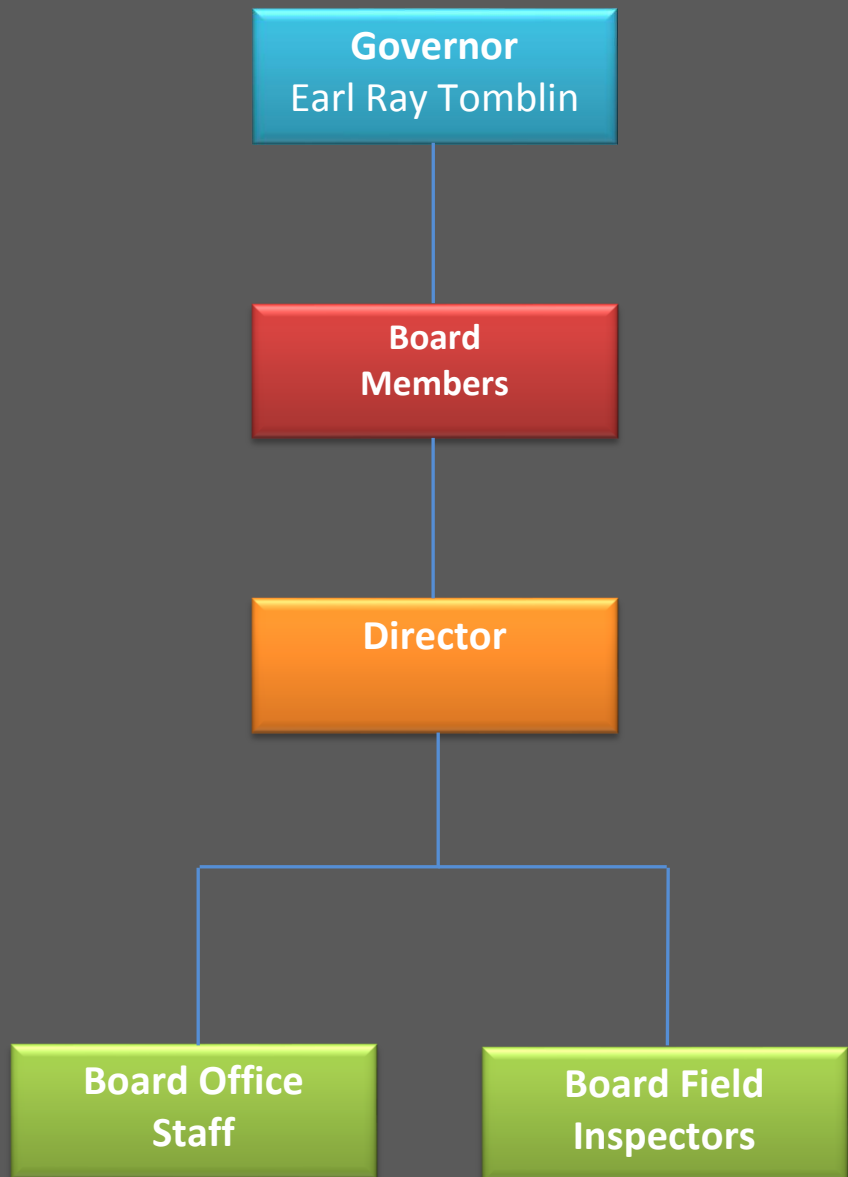 Governor
Earl Ray Tomblin
Board
Members
Director
Board Office
Staff
Board Field
Inspectors